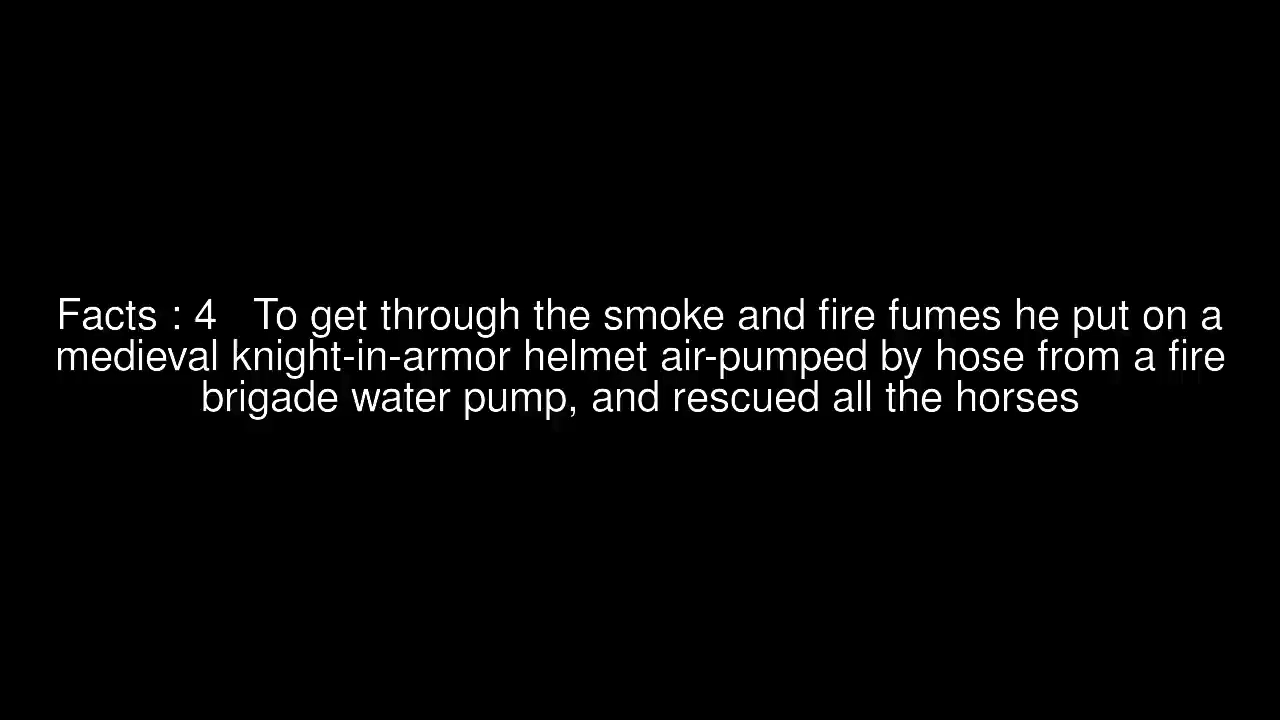 Facts : 4   To get through the smoke and fire fumes he put on a
medieval knight-in-armor helmet air-pumped by hose from a fire
brigade water pump, and rescued all the horses